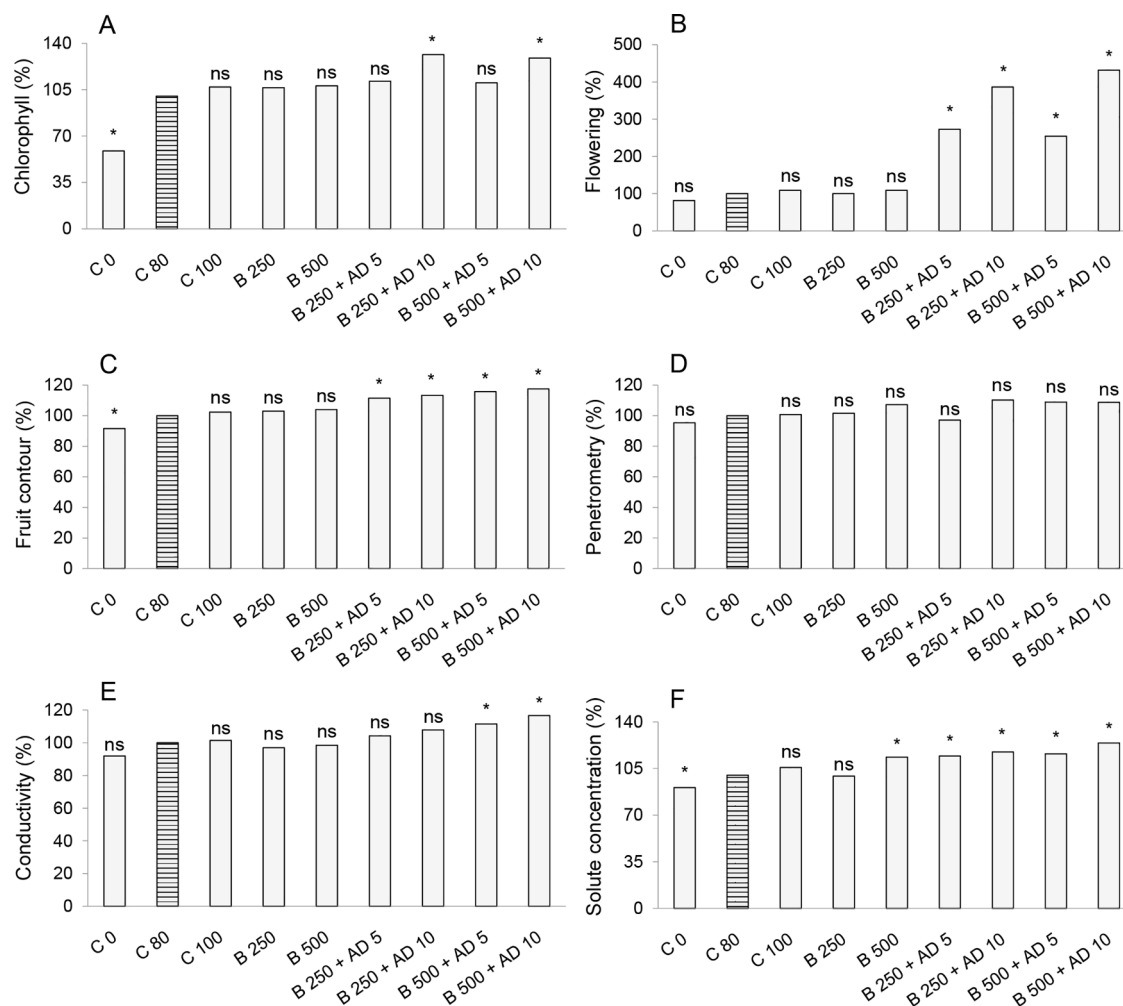 A
Chlorophyll (%)
140
105
70
35
0
* ns ns ns ns * ns *
C 0 C 80 C 100 B 250 B 500 B 250 + AD 5 B 250 + AD 10 B 500 + AD 5 B 500 + AD 10
B
Flowering (%)
500
400
300
200
100
0
ns ns ns ns * * * *
C 0 C 80 C 100 B 250 B 500 B 250 + AD 5 B 250 + AD 10 B 500 + AD 5 B 500 + AD 10
C
Fruit contour (%)
120
100
80
60
40
20
0
* ns ns ns * * * *
C 0 C 80 C 100 B 250 B 500 B 250 + AD 5 B 250 + AD 10 B 500 + AD 5 B 500 + AD 10
D
Penetrometry (%)
120
100
80
60
40
20
0
ns ns ns ns ns ns ns ns
C 0 C 80 C 100 B 250 B 500 B 250 + AD 5 B 250 + AD 10 B 500 + AD 5 B 500 + AD 10
E
Conductivity (%)
120
100
80
60
40
20
0
ns ns ns ns ns ns * *
C 0 C 80 C 100 B 250 B 500 B 250 + AD 5 B 250 + AD 10 B 500 + AD 5 B 500 + AD 10
F
Solute concentration (%)
140
105
70
35
0
* ns ns * * * * *
C 0 C 80 C 100 B 250 B 500 B 250 + AD 5 B 250 + AD 10 B 500 + AD 5 B 500 + AD 10